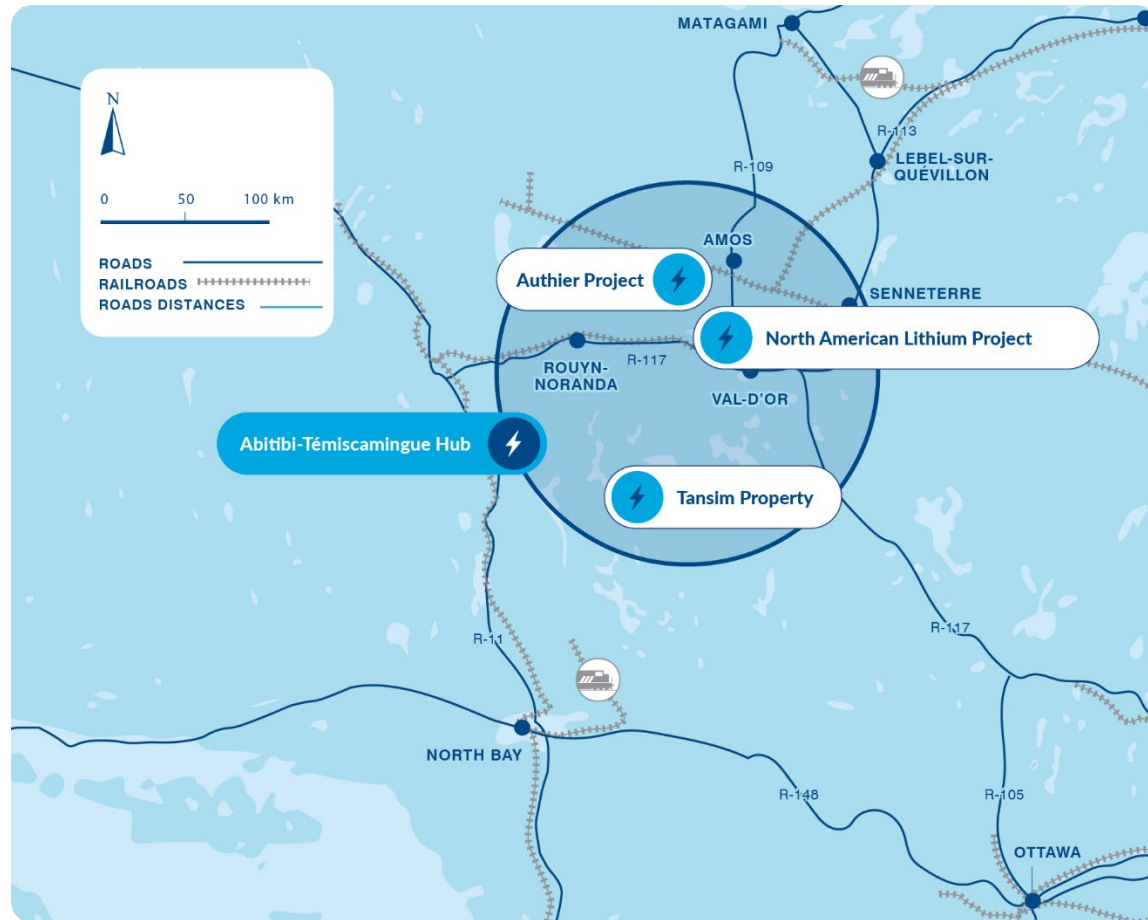 MATAGAMI
N
0 50 100 km
ROADS
RAILROADS
ROADS DISTANCES
R-113
LEBEL-SUR-
QUÉVILLON
R-109
AMOS
Authier Project
SENNETERRE
North American Lithium Project
R-117
ROUYN-
NORANDA
VAL-D'OR
Abitibi-Témiscamingue Hub
Tansim Property
R-11
R-117
NORTH BAY
R-148
R-105
OTTAWA